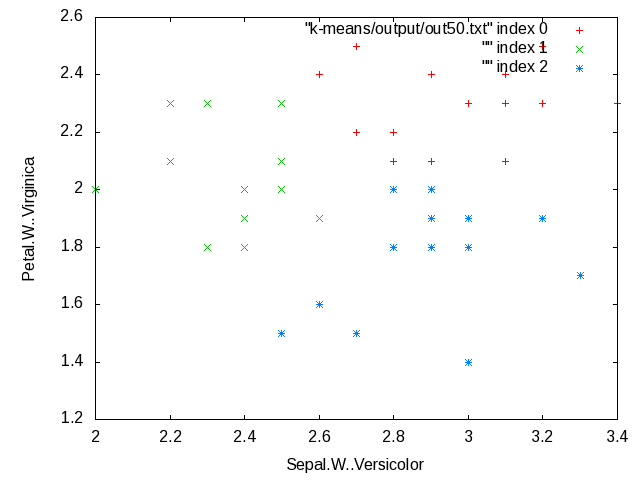 "k-means/output/out50.txt" index 0
"" index 1
"" index 2
2.6
2.4
2.2
2
1.8
1.6
1.4
1.2
Petal.W..Virginica
2 2.2 2.4 2.6 2.8 3 3.2 3.4
Sepal.W..Versicolor